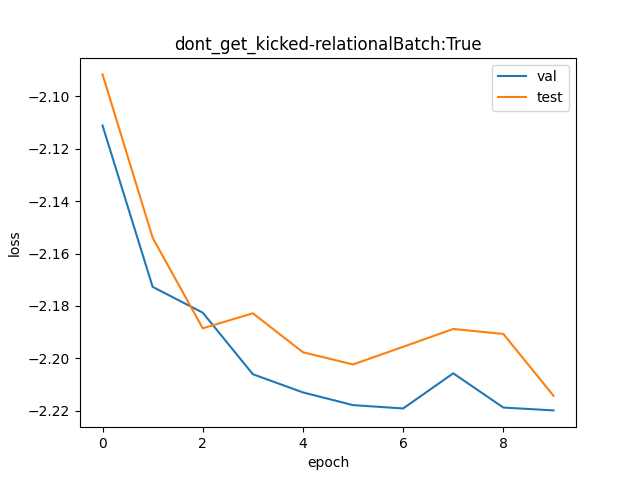 dont_get_kicked-relationalBatch:True
val
test
loss
−2.10
−2.12
−2.14
−2.16
−2.18
−2.20
−2.22
0 2 4 6 8
epoch